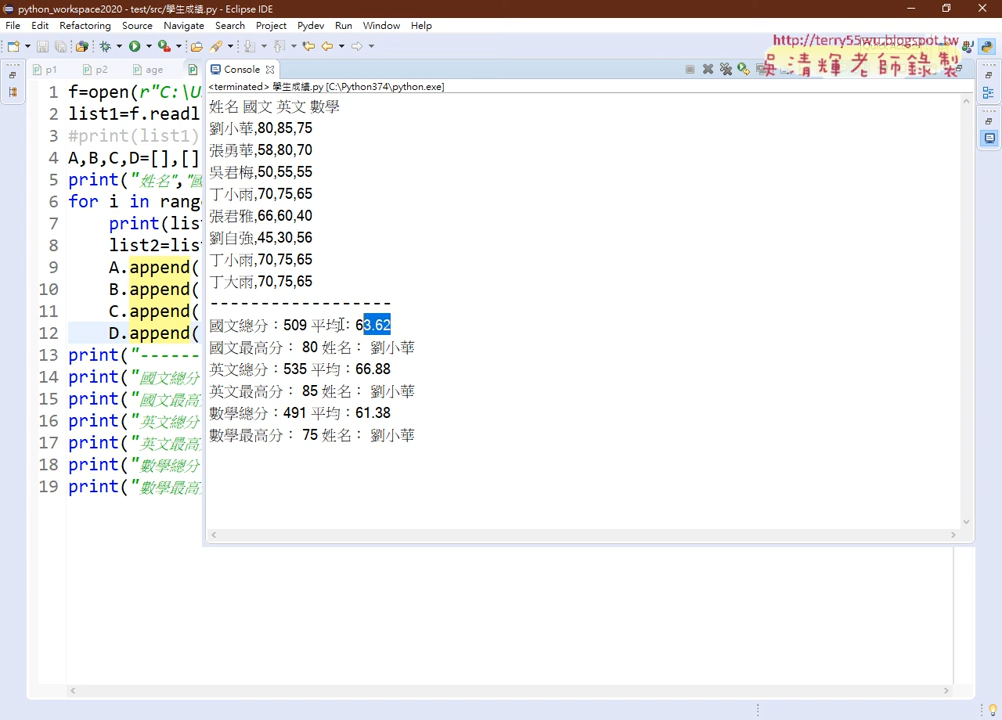 python_workspace2020 - test/src/學生成績.py - Eclipse IDE
File Edit Refactoring Source Navigate Search Project Pydev Run Window Help
http://terry55wu.blogspot.tw
吳清輝老師錄製
p1 p2 age Console
<terminated> 學生成績.py [C:\Python374\python.exe]
1 f=open(r"C:\U
2 list1=f.readl
3 #print(list1)
4 A,B,C,D=[],[]
5 print("姓名","國
6 for i in rang
7 print(lis
8 list2=lis
9 A.append(
10 B.append(
11 C.append(
12 D.append(
13 print("------
14 print("國文總分
15 print("國文最高
16 print("英文總分
17 print("英文最高
18 print("數學總分
19 print("數學最高
姓名 國文 英文 數學
劉小華,80,85,75
張勇華,58,80,70
吳君梅,50,55,55
丁小雨,70,75,65
張君雅,66,60,40
劉自強,45,30,56
丁小雨,70,75,65
丁大雨,70,75,65
------------------
國文總分：509 平均：63.62
國文最高分： 80 姓名： 劉小華
英文總分：535 平均：66.88
英文最高分： 85 姓名： 劉小華
數學總分：491 平均：61.38
數學最高分： 75 姓名： 劉小華